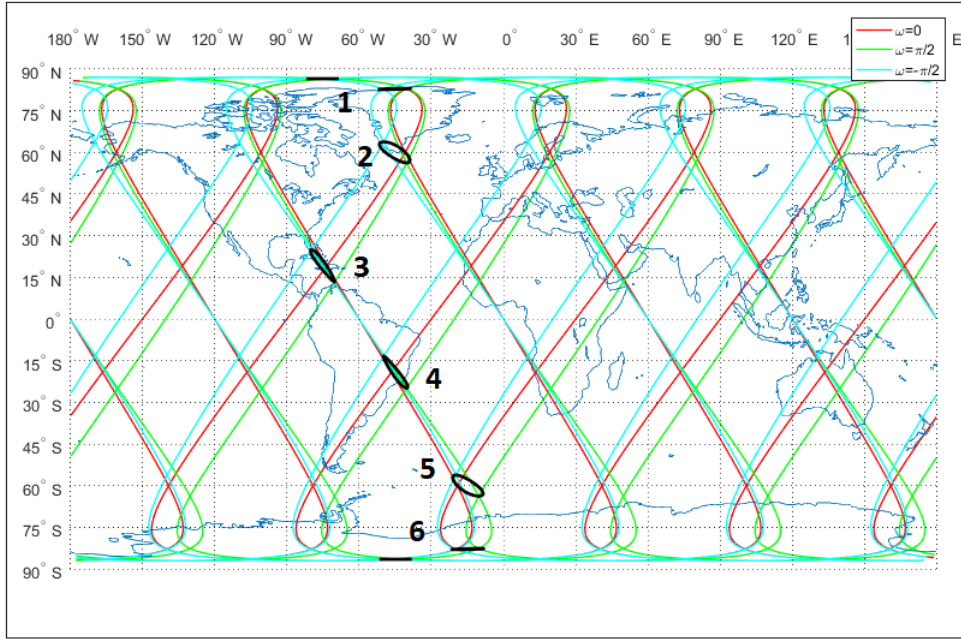 180° W 150° W 120° W 90° W 60° W 30° W 0° 30° E 60° E 90° E 120° E 1 E
ω=0
ω=π/2
ω=-π/2
90° N
75° N
60° N
45° N
30° N
15° N
0°
15° S
30° S
45° S
60° S
75° S
90° S
1
2
3
4
5
6